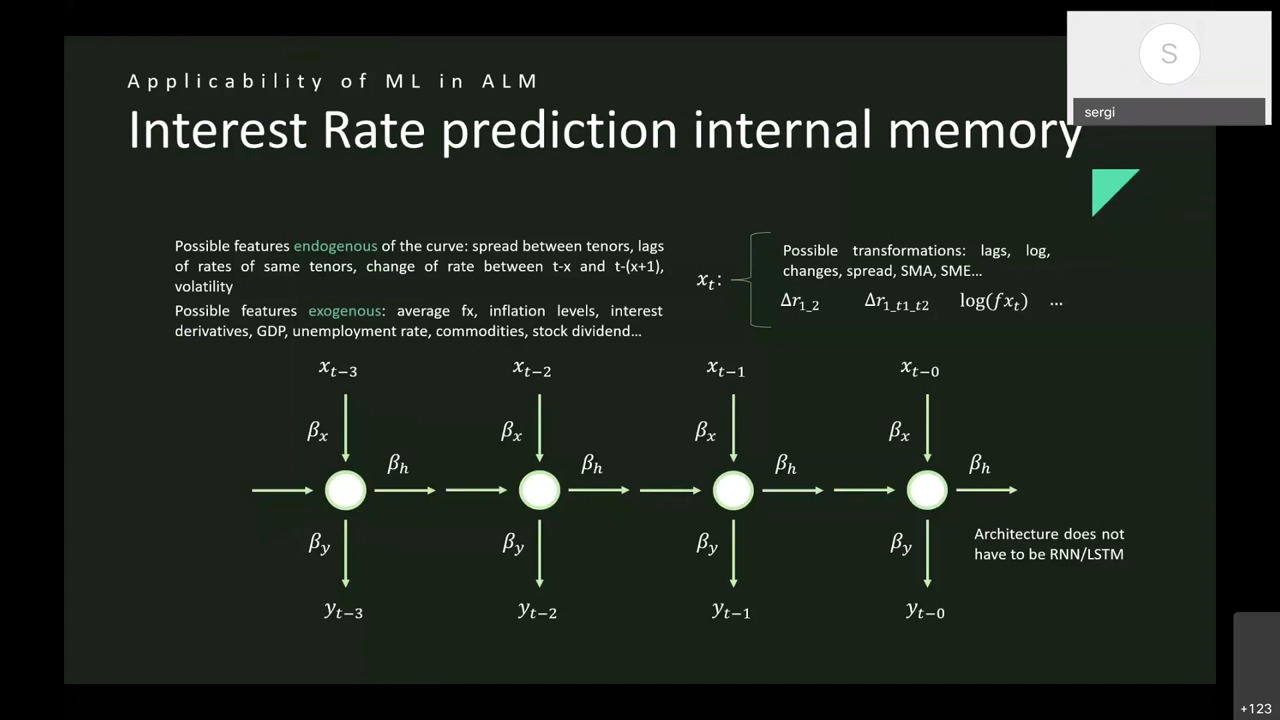 Applicability of ML in ALM
Interest Rate prediction internal memory
S
sergi
Possible features endogenous of the curve: spread between tenors, lags
of rates of same tenors, change of rate between t-x and t-(x+1),
volatility
Possible features exogenous: average fx, inflation levels, interest
derivatives, GDP, unemployment rate, commodities, stock dividend...
x_t:
Possible transformations: lags, log,
changes, spread, SMA, SME...
Δr_{1_2} Δr_{1_t1_t2} log(fx_t) ...
x_{t−3} x_{t−2} x_{t−1} x_{t−0}
β_x β_x β_x β_x
β_h β_h β_h β_h
β_y β_y β_y β_y
Architecture does not
have to be RNN/LSTM
y_{t−3} y_{t−2} y_{t−1} y_{t−0}
+123